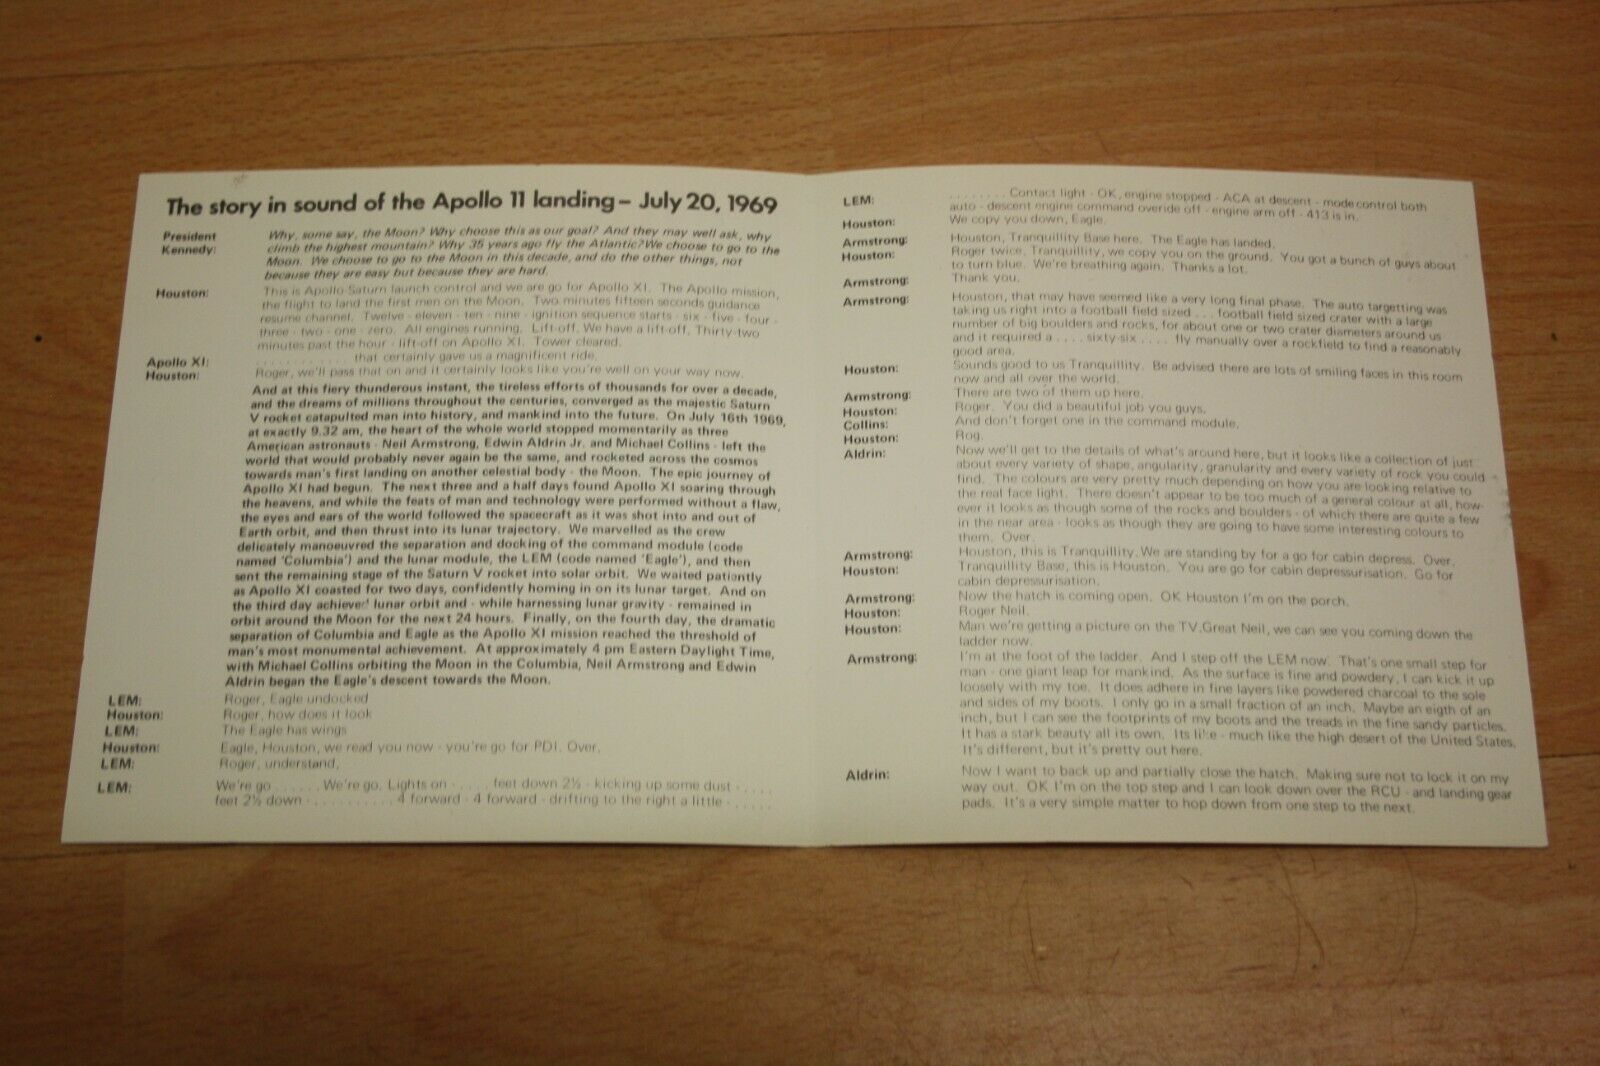 The story in sound of the Apollo 11 landing – July 20, 1969
President Why, some say, the Moon? Why choose this as our goal? And they may well ask, why
Kennedy: climb the highest mountain? Why 35 years ago fly the Atlantic? We choose to go to the
Moon. We choose to go to the Moon in this decade, and do the other things, not
because they are easy but because they are hard.
Houston: This is Apollo-Saturn launch control and we are go for Apollo XI. The Apollo mission,
the flight to land the first men on the Moon. Two minutes fifteen seconds guidance
resume channel. Twelve - eleven - ten - nine - ignition sequence starts - six - five - four -
three - two - one - zero. All engines running. Lift-off. We have a lift-off. Thirty-two
minutes past the hour - lift-off on Apollo XI. Tower cleared.
Apollo XI: . . . . . . . . . . . . that certainly gave us a magnificent ride.
Houston: Roger, we'll pass that on and it certainly looks like you're well on your way now.
And at this fiery thunderous instant, the tireless efforts of thousands for over a decade,
and the dreams of millions throughout the centuries, converged as the majestic Saturn
V rocket catapulted man into history, and mankind into the future. On July 16th 1969,
at exactly 9.32 am, the heart of the whole world stopped momentarily as three
American astronauts - Neil Armstrong, Edwin Aldrin Jr. and Michael Collins - left the
world that would probably never again be the same, and rocketed across the cosmos
towards man's first landing on another celestial body - the Moon. The epic journey of
Apollo XI had begun. The next three and a half days found Apollo XI soaring through
the heavens, and while the feats of man and technology were performed without a flaw,
the eyes and ears of the world followed the spacecraft as it was shot into and out of
Earth orbit, and then thrust into its lunar trajectory. We marvelled as the crew
delicately manoeuvred the separation and docking of the command module (code
named 'Columbia') and the lunar module, the LEM (code named 'Eagle'), and then
sent the remaining stage of the Saturn V rocket into solar orbit. We waited patiantly
as Apollo XI coasted for two days, confidently homing in on its lunar target. And on
the third day achieved lunar orbit and - while harnessing lunar gravity - remained in
orbit around the Moon for the next 24 hours. Finally, on the fourth day, the dramatic
separation of Columbia and Eagle as the Apollo XI mission reached the threshold of
man's most monumental achievement. At approximately 4 pm Eastern Daylight Time,
with Michael Collins orbiting the Moon in the Columbia, Neil Armstrong and Edwin
Aldrin began the Eagle's descent towards the Moon.
LEM: Roger, Eagle undocked
Houston: Roger, how does it look
LEM: The Eagle has wings
Houston: Eagle, Houston, we read you now - you're go for PDI. Over.
LEM: Roger, understand.
LEM: We're go . . . . . . We're go. Lights on - . . . . feet down 2½ - kicking up some dust - . . . .
feet 2½ down - . . . . . . . . . . 4 forward - 4 forward - drifting to the right a little - . . . . .
LEM: . . . . . . . Contact light - OK, engine stopped - ACA at descent - mode control both
auto - descent engine command overide off - engine arm off - 413 is in.
Houston: We copy you down, Eagle.
Armstrong: Houston, Tranquillity Base here. The Eagle has landed.
Houston: Roger twice, Tranquillity, we copy you on the ground. You got a bunch of guys about
to turn blue. We're breathing again. Thanks a lot.
Armstrong: Thank you.
Armstrong: Houston, that may have seemed like a very long final phase. The auto targetting was
taking us right into a football field sized . . . football field sized crater with a large
number of big boulders and rocks, for about one or two crater diameters around us
and it required a . . . . sixty-six . . . . fly manually over a rockfield to find a reasonably
good area.
Houston: Sounds good to us Tranquillity. Be advised there are lots of smiling faces in this room
now and all over the world.
Armstrong: There are two of them up here.
Houston: Roger. You did a beautiful job you guys.
Collins: And don't forget one in the command module.
Houston: Rog.
Aldrin: Now we'll get to the details of what's around here, but it looks like a collection of just
about every variety of shape, angularity, granularity and every variety of rock you could
find. The colours are very pretty much depending on how you are looking relative to
the real face light. There doesn't appear to be too much of a general colour at all, how-
ever it looks as though some of the rocks and boulders - of which there are quite a few
in the near area - looks as though they are going to have some interesting colours to
them. Over.
Armstrong: Houston, this is Tranquillity. We are standing by for a go for cabin depress. Over.
Houston: Tranquillity Base, this is Houston. You are go for cabin depressurisation. Go for
cabin depressurisation.
Armstrong: Now the hatch is coming open. OK Houston I'm on the porch.
Houston: Roger Neil.
Houston: Man we're getting a picture on the TV. Great Neil, we can see you coming down the
ladder now.
Armstrong: I'm at the foot of the ladder. And I step off the LEM now. That's one small step for
man - one giant leap for mankind. As the surface is fine and powdery, I can kick it up
loosely with my toe. It does adhere in fine layers like powdered charcoal to the sole
and sides of my boots. I only go in a small fraction of an inch. Maybe an eigth of an
inch, but I can see the footprints of my boots and the treads in the fine sandy particles.
It has a stark beauty all its own. Its like - much like the high desert of the United States.
It's different, but it's pretty out here.
Aldrin: Now I want to back up and partially close the hatch. Making sure not to lock it on my
way out. OK I'm on the top step and I can look down over the RCU - and landing gear
pads. It's a very simple matter to hop down from one step to the next.